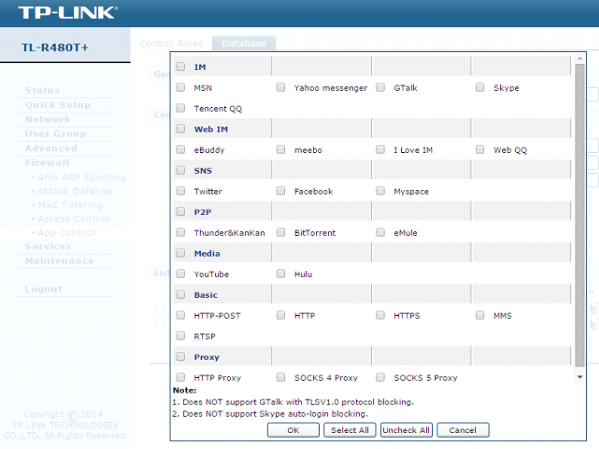 TP-LINK®
TL-R480T+
Control Rules Database
Status
Quick Setup
Network
User Group
Advanced
Firewall
• Anti ARP Spoofing
• Attack Defense
• MAC Filtering
• Access Control
• App Control
Services
Maintenance
Logout
Copyright © 2014
TP-LINK TECHNOLOGIES
CO.,LTD. All Rights Reserved.
IM
MSN Yahoo messenger GTalk Skype
Tencent QQ
Web IM
eBuddy meebo I Love IM Web QQ
SNS
Twitter Facebook Myspace
P2P
Thunder&KanKan BitTorrent eMule
Media
YouTube Hulu
Basic
HTTP-POST HTTP HTTPS MMS
RTSP
Proxy
HTTP Proxy SOCKS 4 Proxy SOCKS 5 Proxy
Note:
1. Does NOT support GTalk with TLSV1.0 protocol blocking.
2. Does NOT support Skype auto-login blocking.
OK Select All Uncheck All Cancel